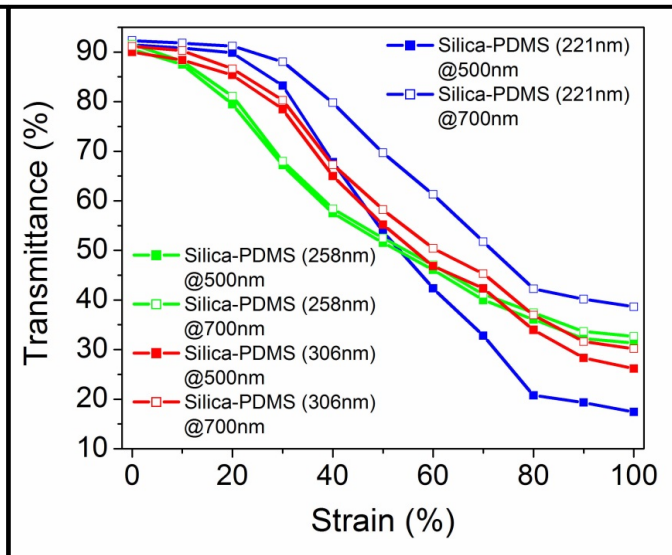 Transmittance (%)
90
80
70
60
50
40
30
20
10
Silica-PDMS (221nm)
@500nm
Silica-PDMS (221nm)
@700nm
Silica-PDMS (258nm)
@500nm
Silica-PDMS (258nm)
@700nm
Silica-PDMS (306nm)
@500nm
Silica-PDMS (306nm)
@700nm
0 20 40 60 80 100
Strain (%)